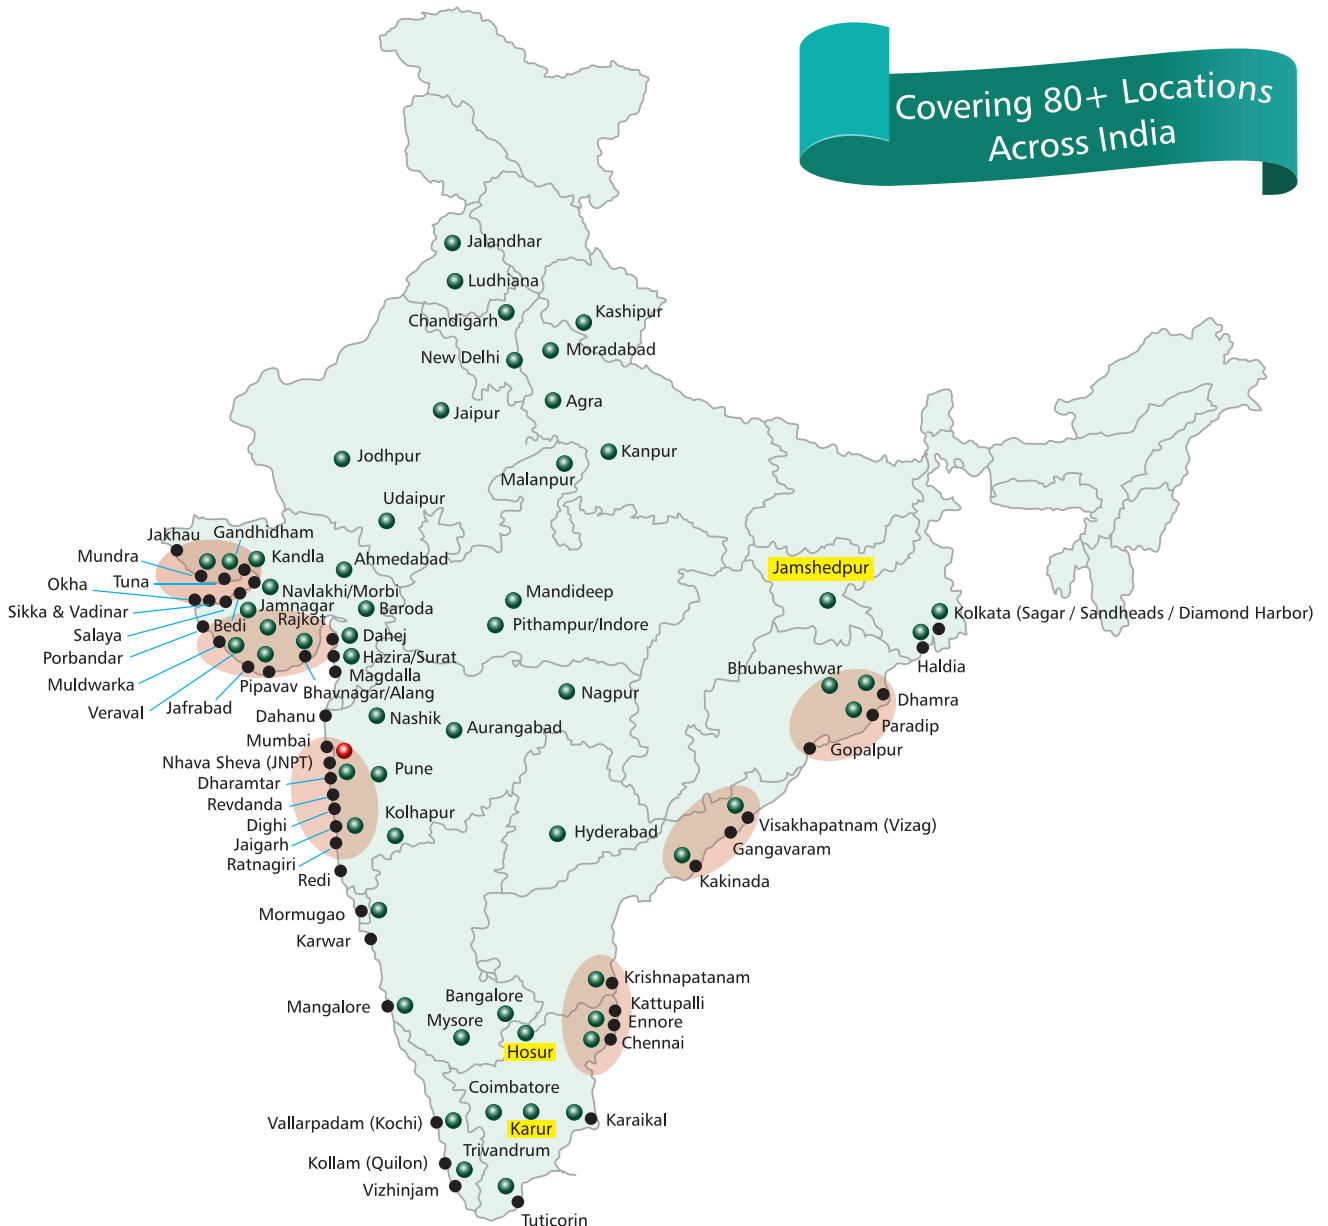 Covering 80+ Locations
Across India
Jalandhar
Ludhiana
Chandigarh
Kashipur
New Delhi
Moradabad
Jaipur
Agra
Jodhpur
Kanpur
Malanpur
Udaipur
Jakhau
Gandhidham
Mundra
Kandla
Ahmedabad
Okha
Tuna
Navlakhi/Morbi
Sikka & Vadinar
Jamnagar
Baroda
Salaya
Bedi
Rajkot
Dahej
Porbandar
Hazira/Surat
Magdalla
Muldwarka
Pipavav
Bhavnagar/Alang
Veraval
Jafrabad
Mandideep
Pithampur/Indore
Jamshedpur
Kolkata (Sagar / Sandheads / Diamond Harbor)
Haldia
Bhubaneshwar
Dhamra
Paradip
Gopalpur
Nagpur
Dahanu
Nashik
Aurangabad
Mumbai
Nhava Sheva (JNPT)
Pune
Dharamtar
Revdanda
Kolhapur
Dighi
Jaigarh
Ratnagiri
Redi
Hyderabad
Visakhapatnam (Vizag)
Gangavaram
Kakinada
Mormugao
Karwar
Krishnapatanam
Kattupalli
Ennore
Chennai
Mangalore
Bangalore
Mysore
Hosur
Coimbatore
Vallarpadam (Kochi)
Karur
Karaikal
Trivandrum
Kollam (Quilon)
Vizhinjam
Tuticorin